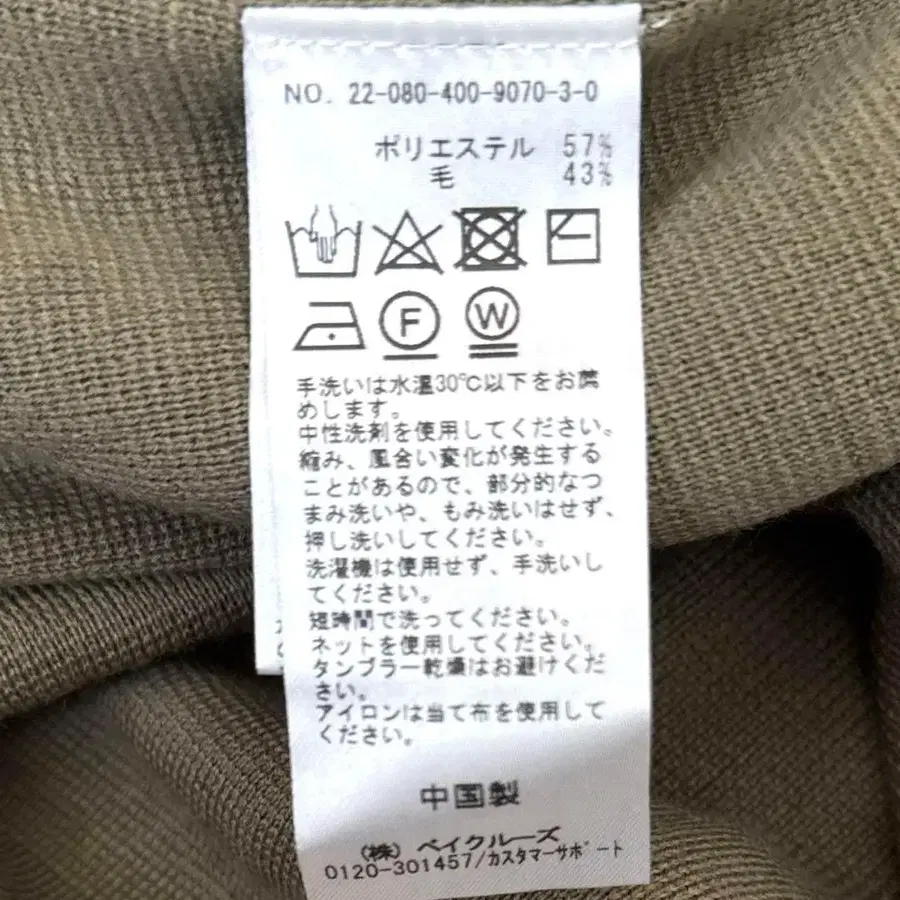 NO. 22-080-400-9070-3-0
ポリエステル 57%
毛 43%
F
W
手洗いは水温30℃以下をお薦
めします。
中性洗剤を使用してください。
縮み、風合い変化が発生する
ことがあるので、部分的なつ
まみ洗いや、もみ洗いはせず、
押し洗いしてください。
洗濯機は使用せず、手洗いし
てください。
短時間で洗ってください。
ネットを使用してください。
タンブラー乾燥はお避けくだ
さい。
アイロンは当て布を使用して
ください。
中国製
(株) ベイクルーズ
0120-301457/カスタマーサポート